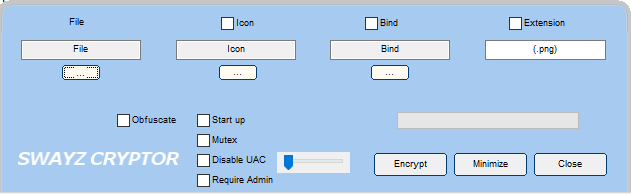 File Icon Bind Extension
File Icon Bind (.png)
... ... ...
Obfuscate Start up
Mutex
SWAYZ CRYPTOR Disable UAC Encrypt Minimize Close
Require Admin